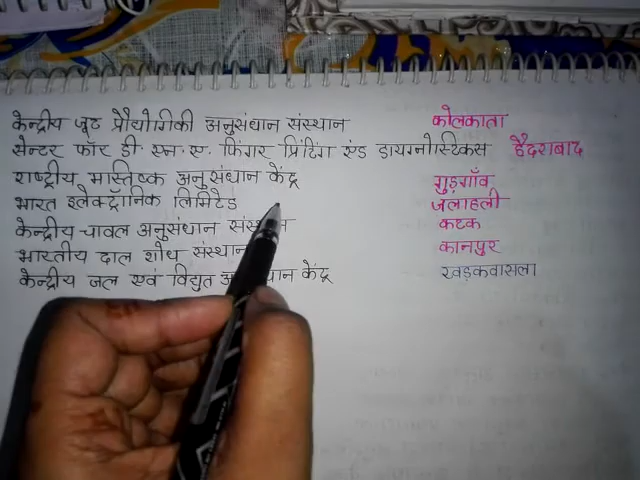 केन्द्रीय जूट प्रौद्योगिकी अनुसंधान संस्थान कोलकाता
सेन्टर फॉर डी. एन. ए. फिंगर प्रिंटिंग एंड डायग्नोस्टिक्स हैदराबाद
राष्ट्रीय मास्तिष्क अनुसंधान केंद्र गुड़गाँव
भारत इलेक्ट्रॉनिक लिमिटेड जलाहली
केन्द्रीय चावल अनुसंधान संस्थान कटक
भारतीय दाल शोध संस्थान कानपुर
केन्द्रीय जल एवं विद्युत अनुसंधान केंद्र खड़कवासला